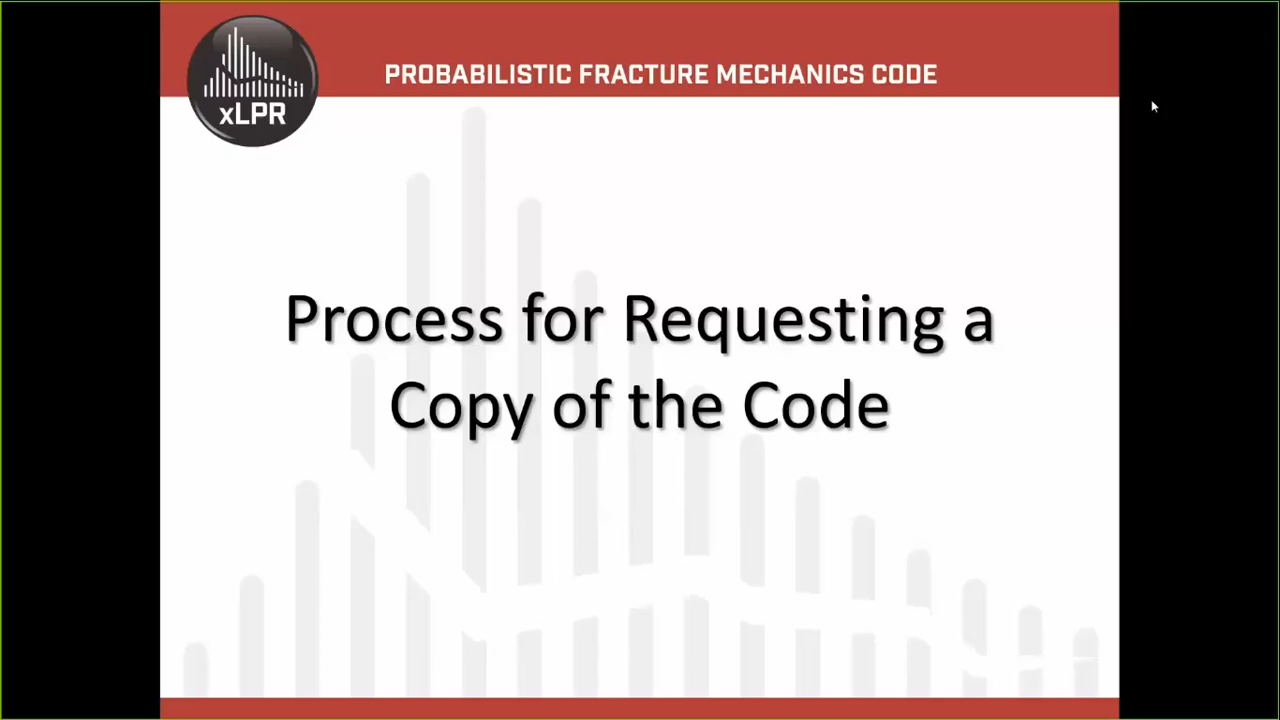 PROBABILISTIC FRACTURE MECHANICS CODE
xLPR
Process for Requesting a
Copy of the Code